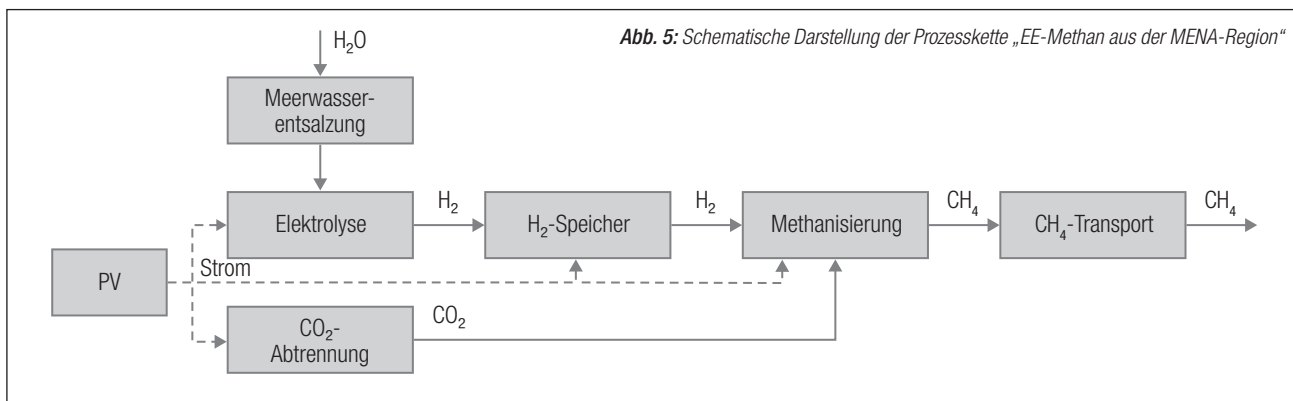 Abb. 5: Schematische Darstellung der Prozesskette „EE-Methan aus der MENA-Region“
H₂O
Meerwasser-
entsalzung
Elektrolyse
H₂
H₂-Speicher
H₂
Methanisierung
CH₄
CH₄-Transport
CH₄
PV
Strom
CO₂-
Abtrennung
CO₂